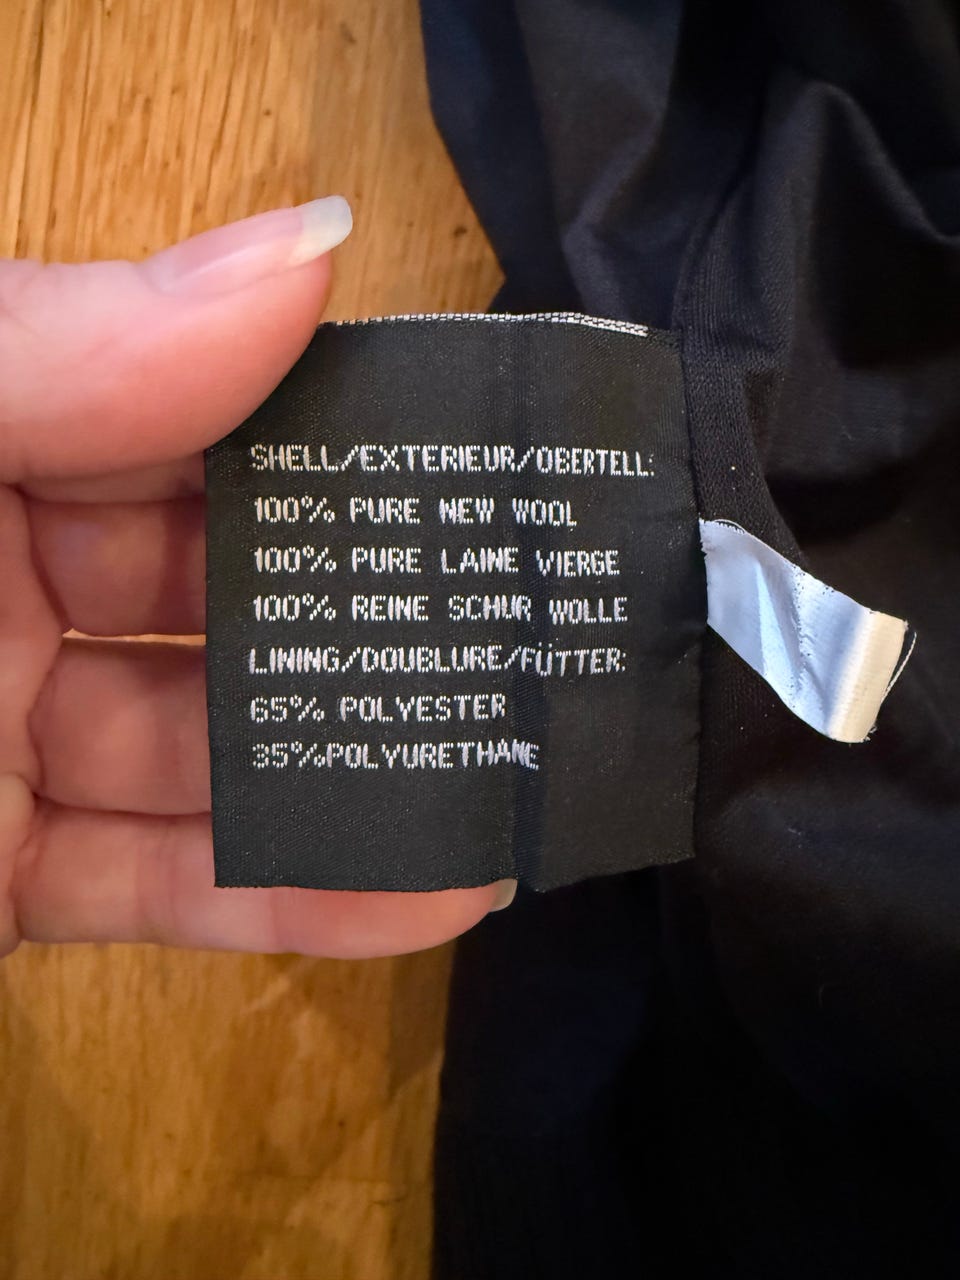 SHELL/EXTERIEUR/OBERTELL:
100% PURE NEW WOOL
100% PURE LAINE VIERGE
100% REINE SCHUR WOLLE
LINING/DOUBLURE/FÜTTER:
65% POLYESTER
35%POLYURETHANE